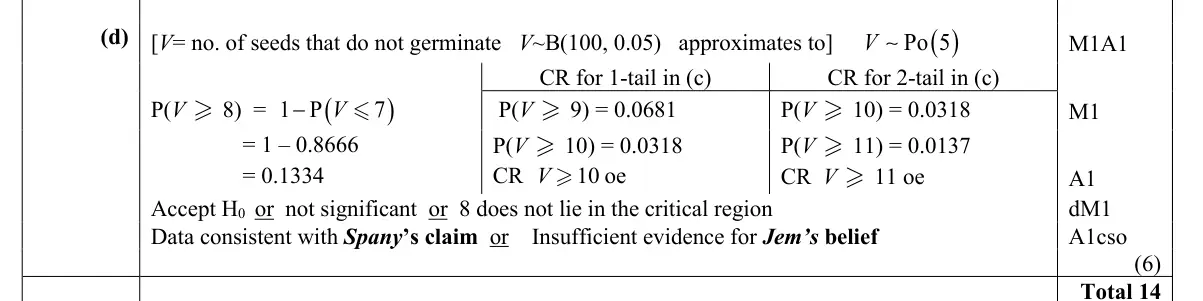 (d) [V= no. of seeds that do not germinate V~B(100, 0.05) approximates to] V ~ Po(5) M1A1
CR for 1-tail in (c) CR for 2-tail in (c)
P(V ⩾ 8) = 1 − P(V ⩽ 7) P(V ⩾ 9) = 0.0681 P(V ⩾ 10) = 0.0318 M1
= 1 – 0.8666 P(V ⩾ 10) = 0.0318 P(V ⩾ 11) = 0.0137
= 0.1334 CR V ⩾ 10 oe CR V ⩾ 11 oe A1
Accept H₀ or not significant or 8 does not lie in the critical region dM1
Data consistent with Spany's claim or Insufficient evidence for Jem's belief A1cso
(6)
Total 14